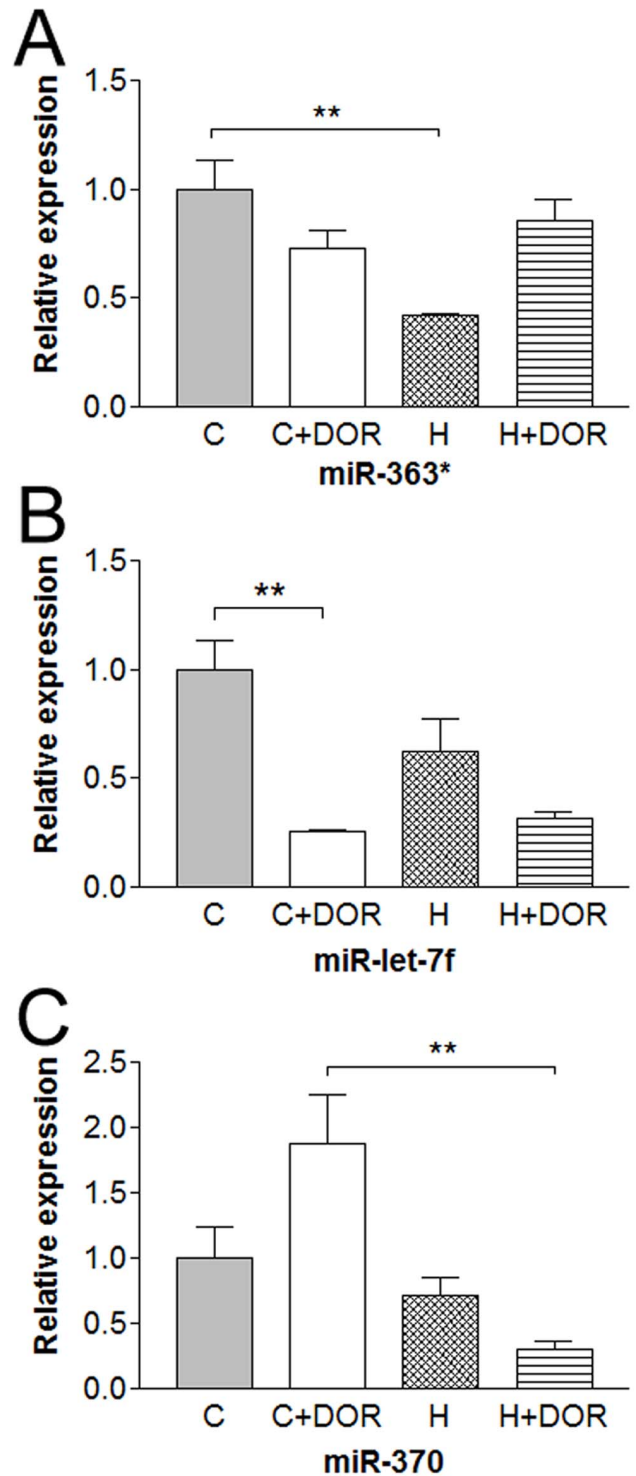 A
Relative expression
1.5
1.0
0.5
0.0
**
C C+DOR H H+DOR
miR-363*
B
Relative expression
1.5
1.0
0.5
0.0
**
C C+DOR H H+DOR
miR-let-7f
C
Relative expression
2.5
2.0
1.5
1.0
0.5
0.0
**
C C+DOR H H+DOR
miR-370